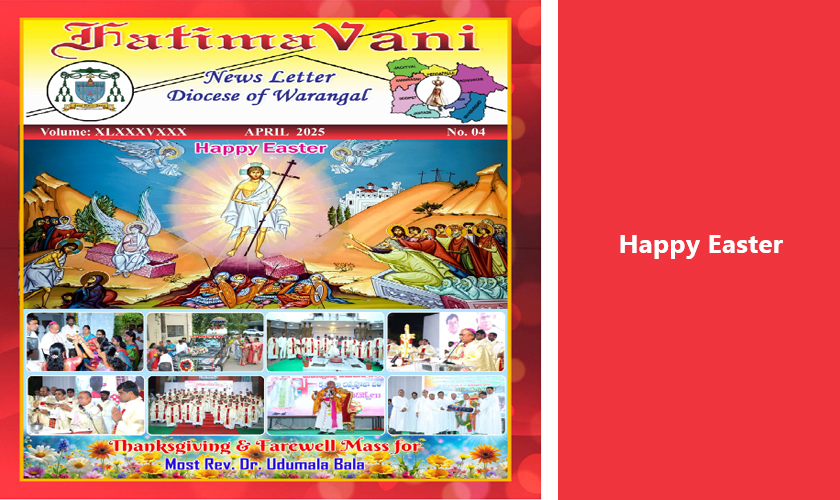 FatimaVani
News Letter
Diocese of Warangal
Volume: XLXXXVXXX APRIL 2025 No. 04
Happy Easter
Thanksgiving & Farewell Mass for
Most Rev. Dr. Udumala Bala
Happy Easter